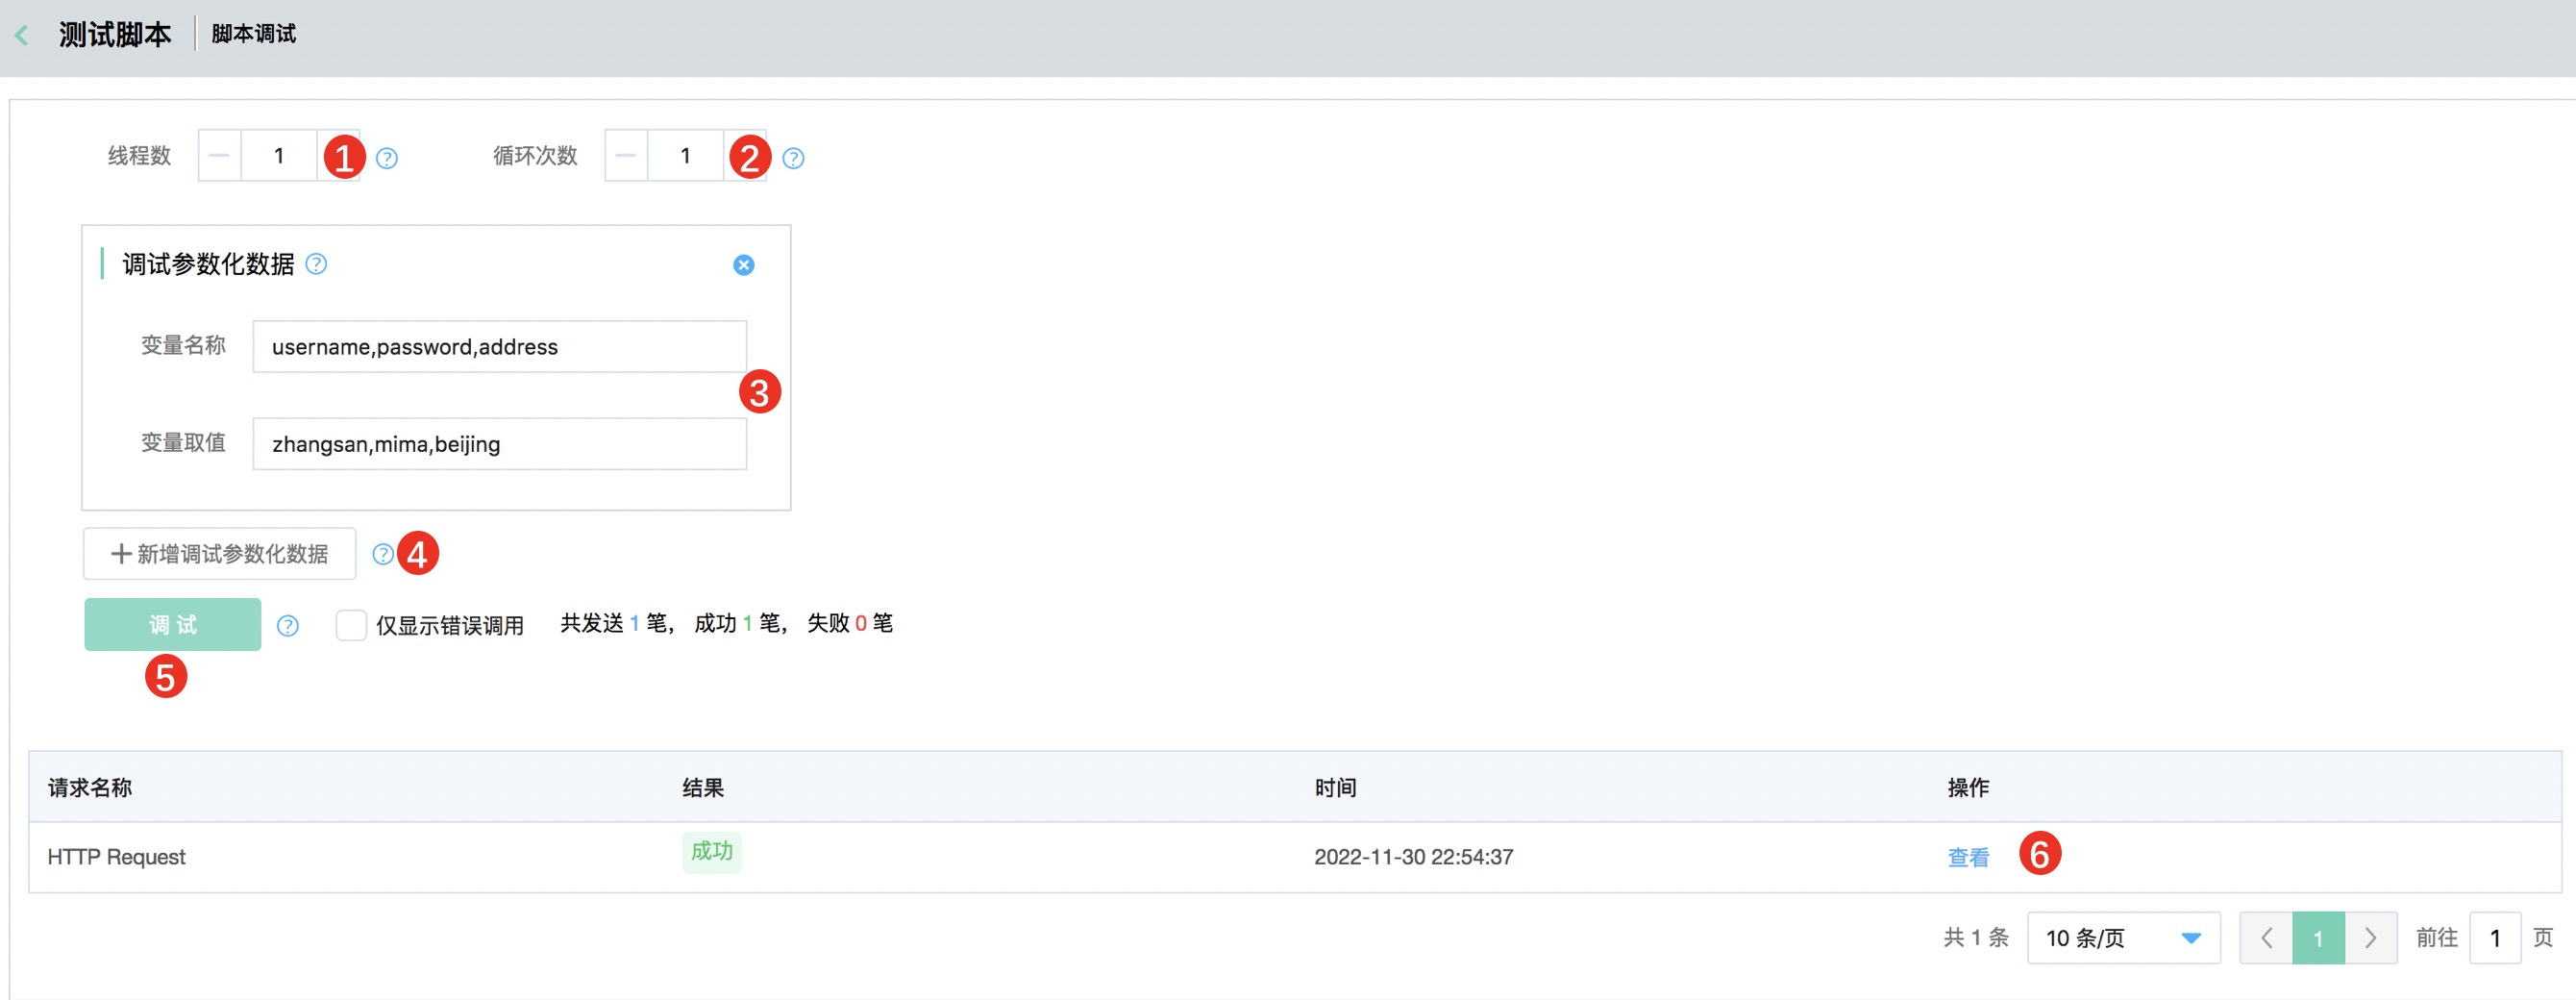 测试脚本 脚本调试
线程数 1 1 ? 循环次数 1 2 ?
调试参数化数据 ?
变量名称 username,password,address
3
变量取值 zhangsan,mima,beijing
新增调试参数化数据 ? 4
调试 ? 仅显示错误调用 共发送 1 笔， 成功 1 笔， 失败 0 笔
5
请求名称 结果 时间 操作
HTTP Request 成功 2022-11-30 22:54:37 查看 6
共 1 条 10 条/页 1 前往 1 页